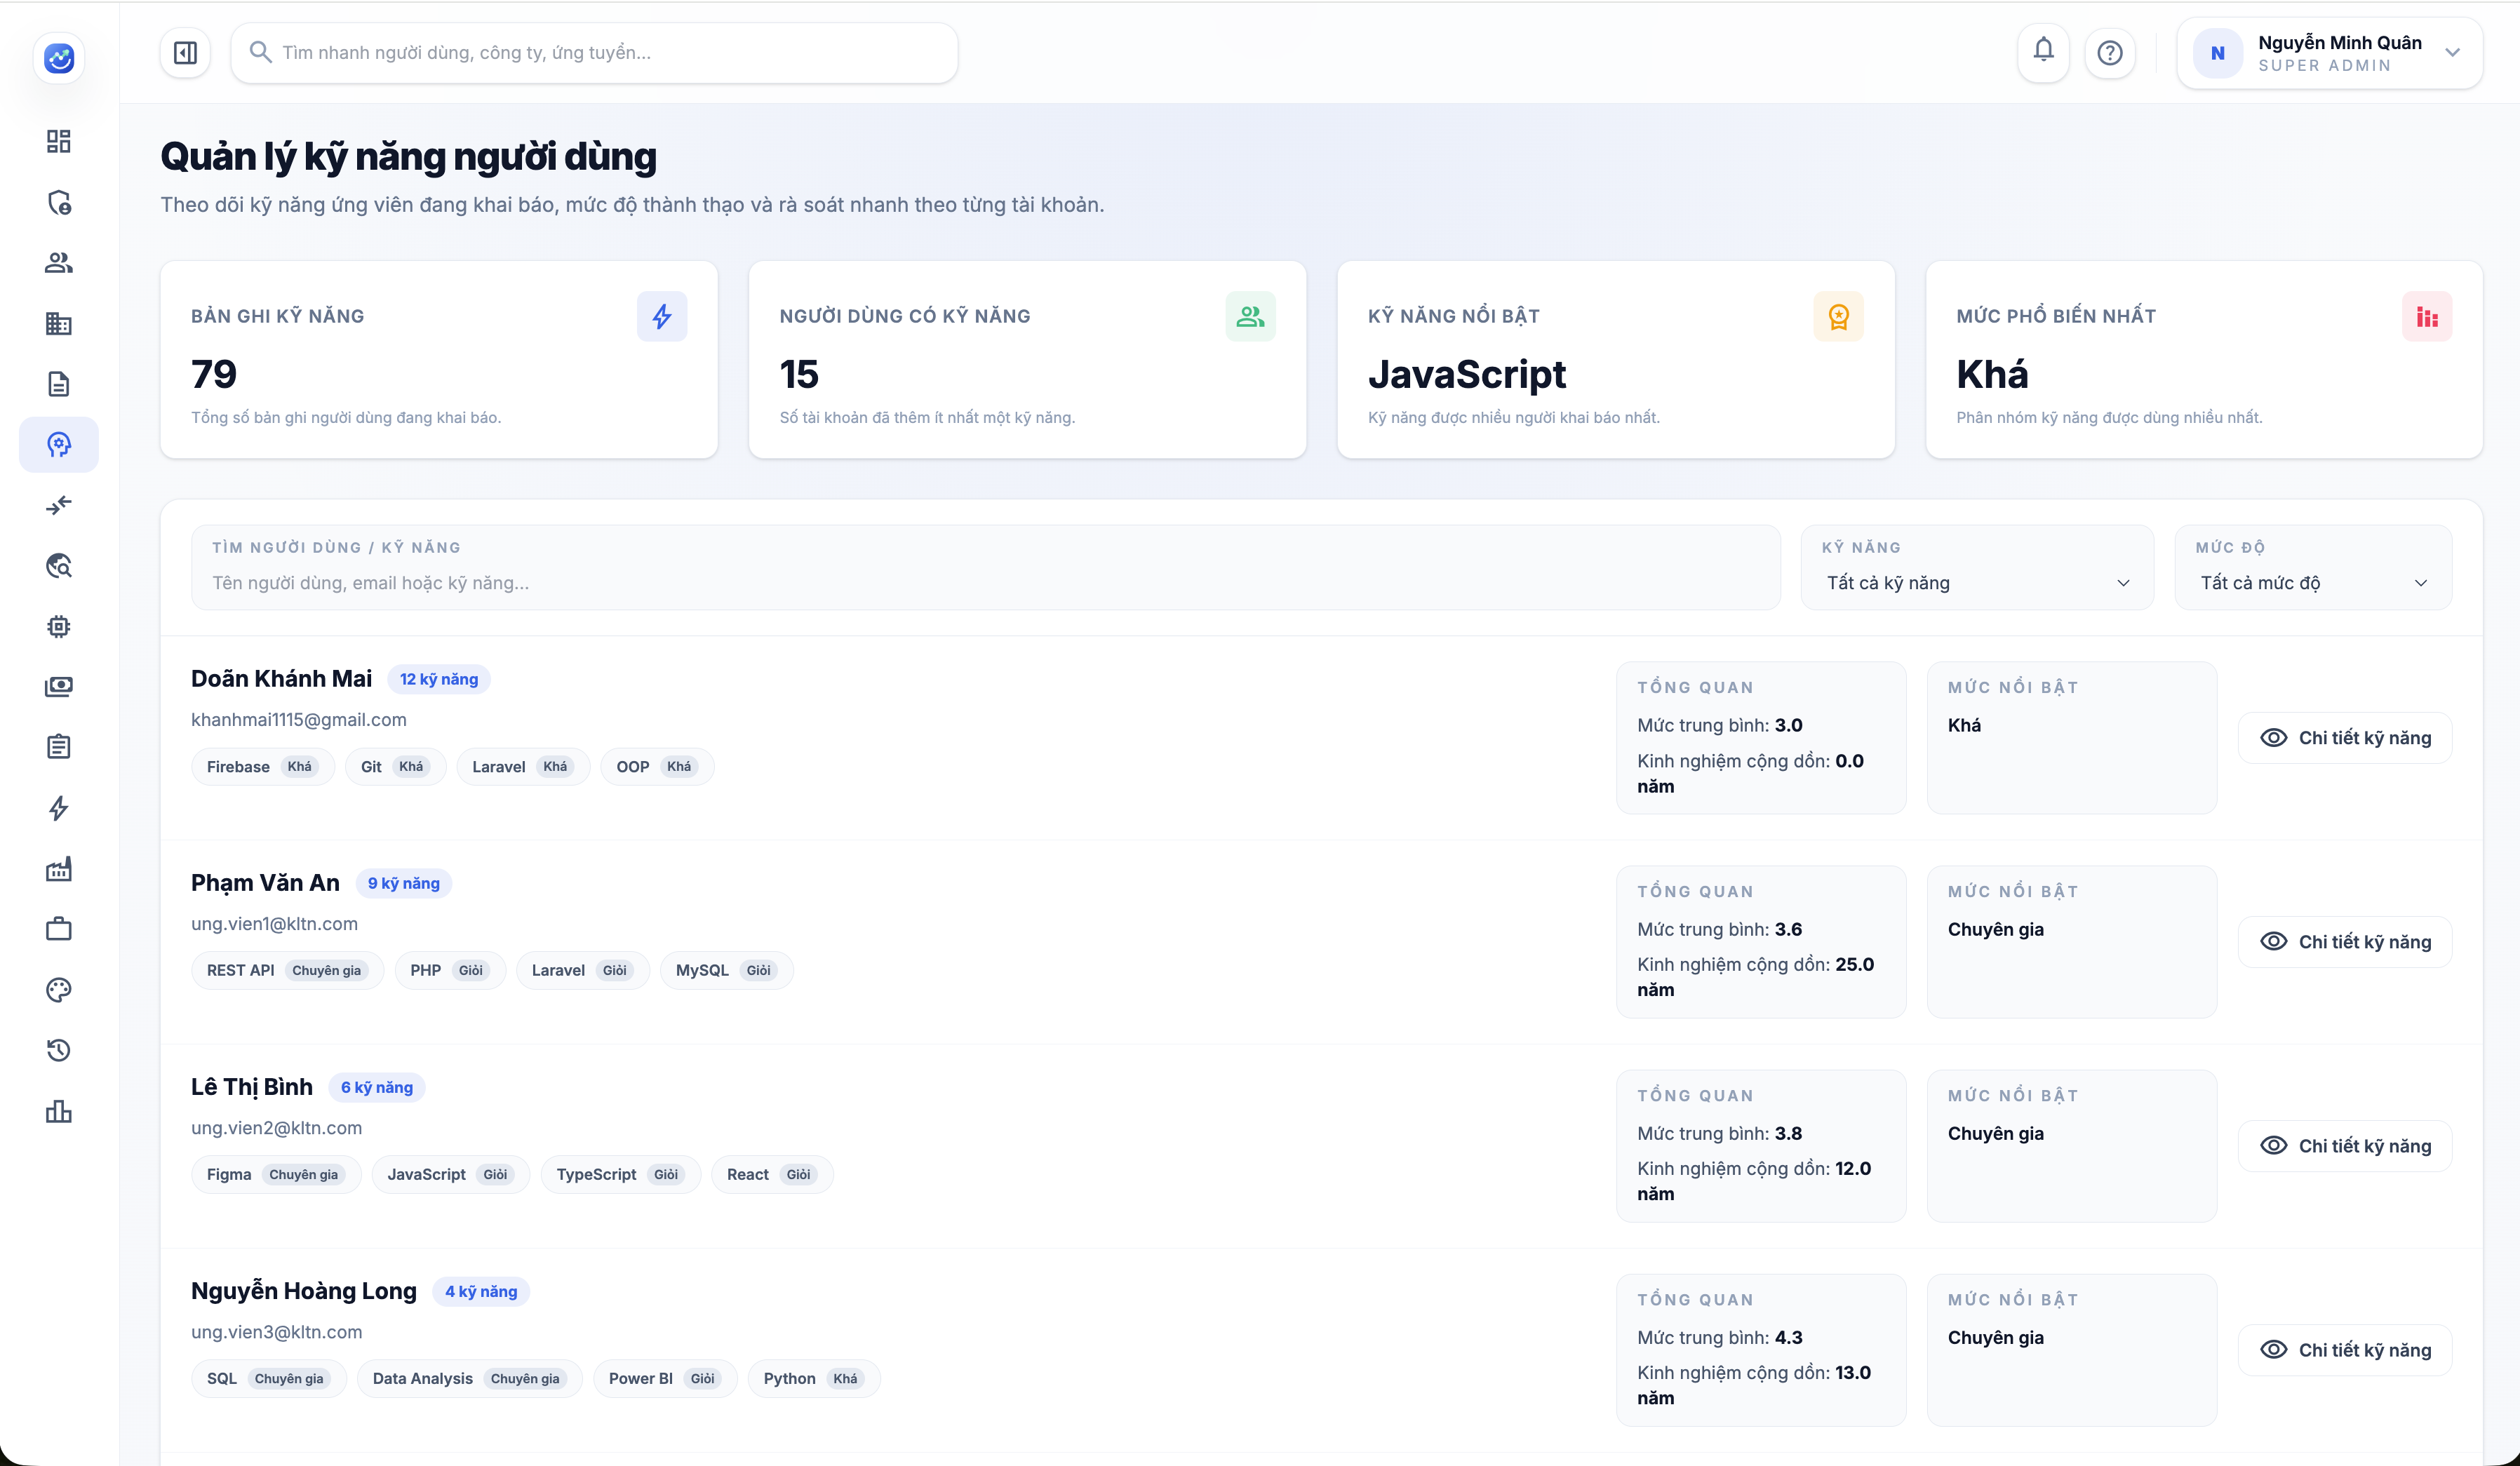 Tìm nhanh người dùng, công ty, ứng tuyển...
N
Nguyễn Minh Quân
SUPER ADMIN
Quản lý kỹ năng người dùng
Theo dõi kỹ năng ứng viên đang khai báo, mức độ thành thạo và rà soát nhanh theo từng tài khoản.
BẢN GHI KỸ NĂNG
79
Tổng số bản ghi người dùng đang khai báo.
NGƯỜI DÙNG CÓ KỸ NĂNG
15
Số tài khoản đã thêm ít nhất một kỹ năng.
KỸ NĂNG NỔI BẬT
JavaScript
Kỹ năng được nhiều người khai báo nhất.
MỨC PHỔ BIẾN NHẤT
Khá
Phân nhóm kỹ năng được dùng nhiều nhất.
TÌM NGƯỜI DÙNG / KỸ NĂNG
Tên người dùng, email hoặc kỹ năng...
KỸ NĂNG
Tất cả kỹ năng
MỨC ĐỘ
Tất cả mức độ
Doãn Khánh Mai 12 kỹ năng
khanhmai1115@gmail.com
Firebase Khá Git Khá Laravel Khá OOP Khá
TỔNG QUAN
Mức trung bình: 3.0
Kinh nghiệm cộng dồn: 0.0
năm
MỨC NỔI BẬT
Khá
Chi tiết kỹ năng
Phạm Văn An 9 kỹ năng
ung.vien1@kltn.com
REST API Chuyên gia PHP Giỏi Laravel Giỏi MySQL Giỏi
TỔNG QUAN
Mức trung bình: 3.6
Kinh nghiệm cộng dồn: 25.0
năm
MỨC NỔI BẬT
Chuyên gia
Chi tiết kỹ năng
Lê Thị Bình 6 kỹ năng
ung.vien2@kltn.com
Figma Chuyên gia JavaScript Giỏi TypeScript Giỏi React Giỏi
TỔNG QUAN
Mức trung bình: 3.8
Kinh nghiệm cộng dồn: 12.0
năm
MỨC NỔI BẬT
Chuyên gia
Chi tiết kỹ năng
Nguyễn Hoàng Long 4 kỹ năng
ung.vien3@kltn.com
SQL Chuyên gia Data Analysis Chuyên gia Power BI Giỏi Python Khá
TỔNG QUAN
Mức trung bình: 4.3
Kinh nghiệm cộng dồn: 13.0
năm
MỨC NỔI BẬT
Chuyên gia
Chi tiết kỹ năng